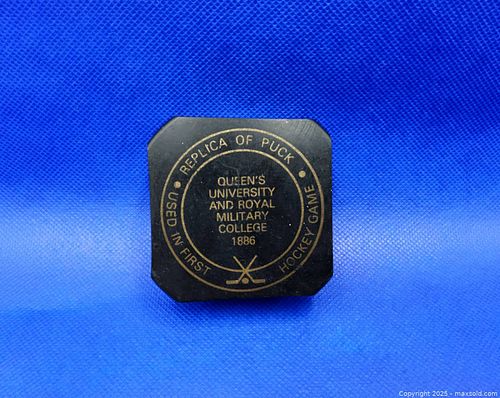 REPLICA OF PUCK
• USED IN FIRST
HOCKEY GAME •
QUEEN'S
UNIVERSITY
AND ROYAL
MILITARY
COLLEGE
1886
Copyright 2025 - maxsold.com